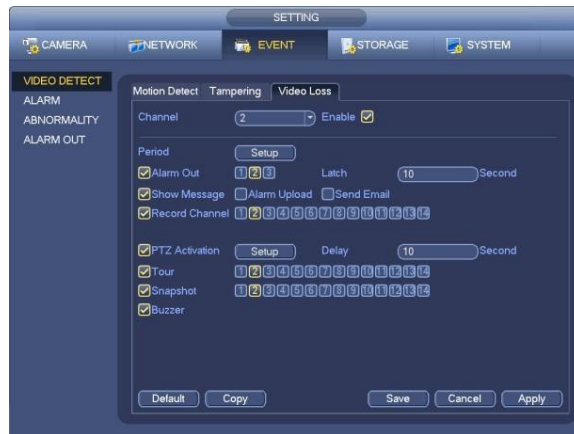 SETTING
CAMERA NETWORK EVENT STORAGE SYSTEM
VIDEO DETECT
ALARM
ABNORMALITY
ALARM OUT
Motion Detect Tampering Video Loss
Channel 2 Enable
Period Setup
Alarm Out 1 2 3 Latch 10 Second
Show Message Alarm Upload Send Email
Record Channel 1 2 3 4 5 6 7 8 9 10 11 12 13 14
PTZ Activation Setup Delay 10 Second
Tour 1 2 3 4 5 6 7 8 9 10 11 12 13 14
Snapshot 1 2 3 4 5 6 7 8 9 10 11 12 13 14
Buzzer
Default Copy Save Cancel Apply